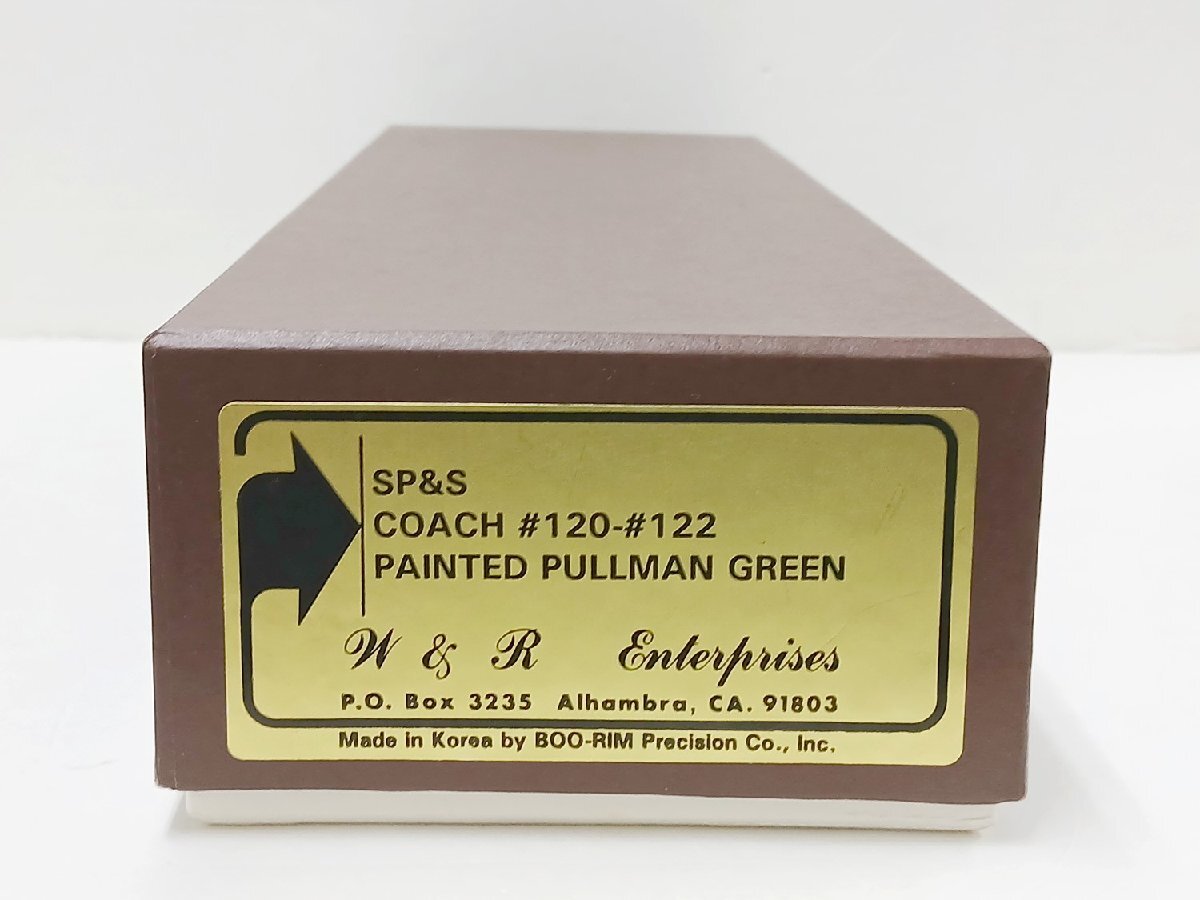 SP&S
COACH #120-#122
PAINTED PULLMAN GREEN
W & R Enterprises
P.O. Box 3235 Alhambra, CA. 91803
Made in Korea by BOO-RIM Precision Co., Inc.